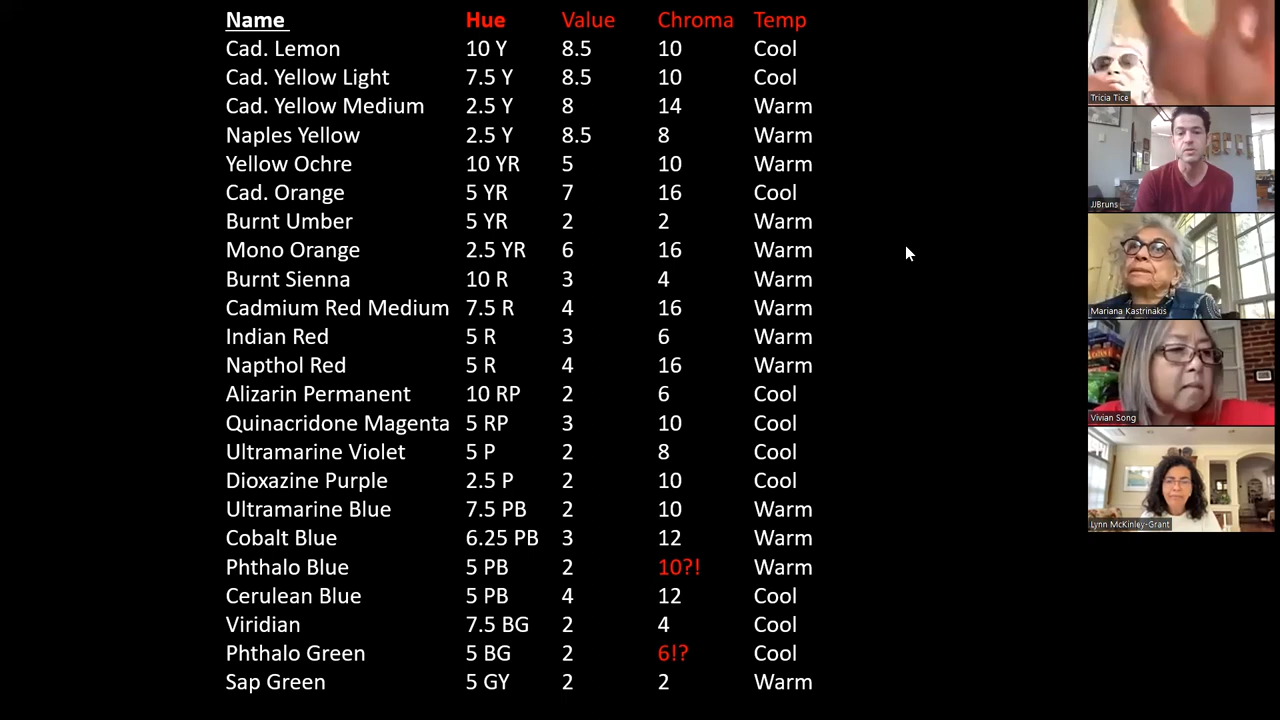 Name Hue Value Chroma Temp
Cad. Lemon 10 Y 8.5 10 Cool
Cad. Yellow Light 7.5 Y 8.5 10 Cool
Cad. Yellow Medium 2.5 Y 8 14 Warm
Naples Yellow 2.5 Y 8.5 8 Warm
Yellow Ochre 10 YR 5 10 Warm
Cad. Orange 5 YR 7 16 Cool
Burnt Umber 5 YR 2 2 Warm
Mono Orange 2.5 YR 6 16 Warm
Burnt Sienna 10 R 3 4 Warm
Cadmium Red Medium 7.5 R 4 16 Warm
Indian Red 5 R 3 6 Warm
Napthol Red 5 R 4 16 Warm
Alizarin Permanent 10 RP 2 6 Cool
Quinacridone Magenta 5 RP 3 10 Cool
Ultramarine Violet 5 P 2 8 Cool
Dioxazine Purple 2.5 P 2 10 Cool
Ultramarine Blue 7.5 PB 2 10 Warm
Cobalt Blue 6.25 PB 3 12 Warm
Phthalo Blue 5 PB 2 10?! Warm
Cerulean Blue 5 PB 4 12 Cool
Viridian 7.5 BG 2 4 Cool
Phthalo Green 5 BG 2 6!? Cool
Sap Green 5 GY 2 2 Warm
Tricia Tice
JJBruns
Mariana Kastrinakis
Vivian Song
Lynn McKinley-Grant